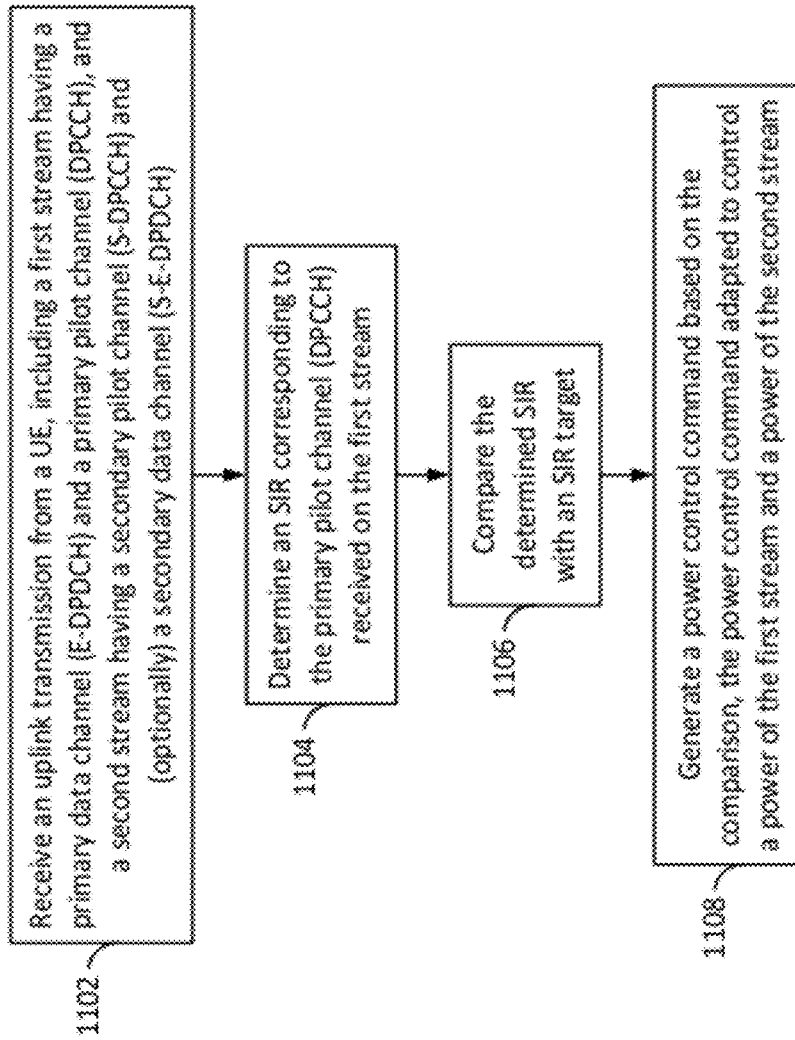 Receive an uplink transmission from a UE, including a first stream having a
primary data channel (E-DPDCH) and a primary pilot channel (DPCCH), and
a second stream having a secondary pilot channel (S-DPCCH) and
(optionally) a secondary data channel (S-E-DPDCH)
1102
Determine an SIR corresponding to
the primary pilot channel (DPCCH)
received on the first stream
1104
Compare the
determined SIR
with an SIR target
1106
Generate a power control command based on the
comparison, the power control command adapted to control
a power of the first stream and a power of the second stream
1108